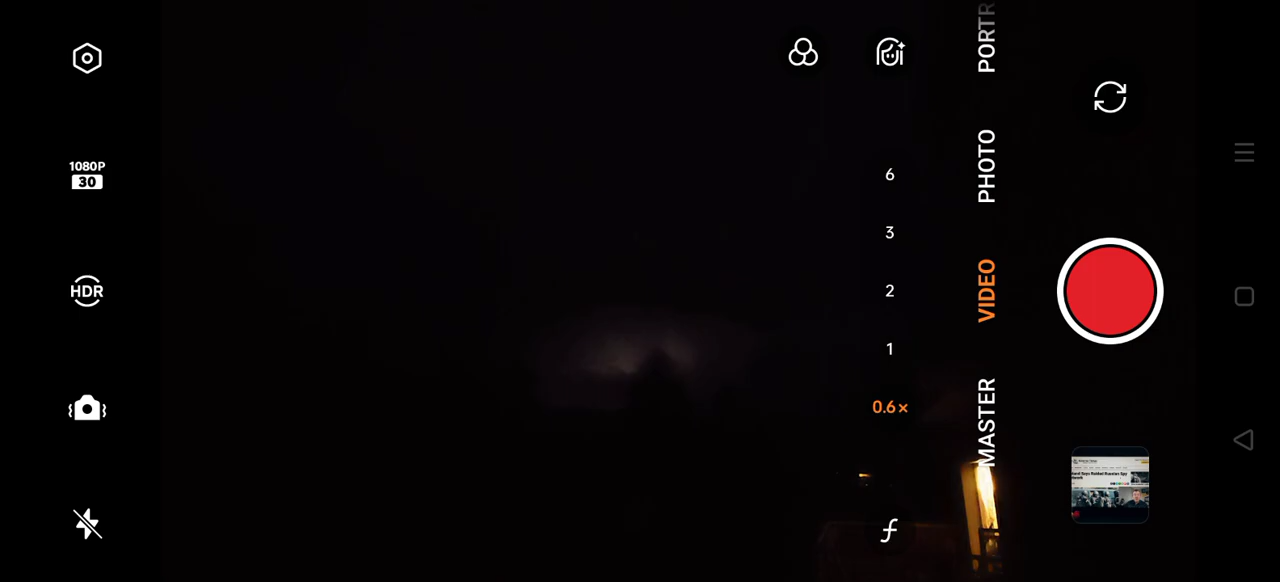 1080P
30
HDR
6
3
2
1
0.6×
PORTR
PHOTO
VIDEO
MASTER